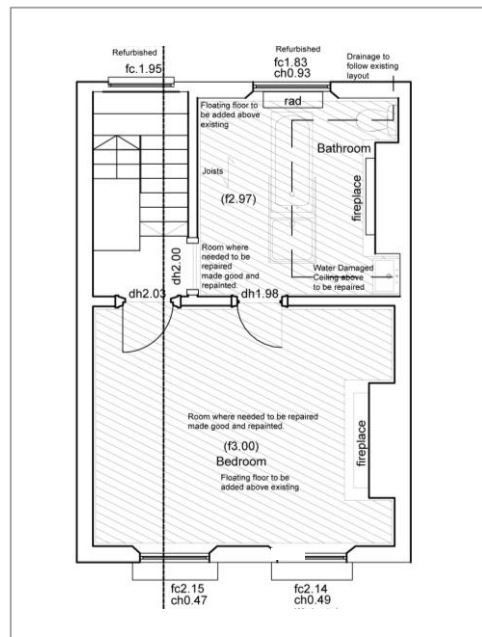 Refurbished
fc.1.95
Refurbished
fc1.83
ch0.93
Drainage to
follow existing
layout
rad
Floating floor to
be added above
existing
Bathroom
Joists
(f2.97)
fireplace
dh2.00
Room where
needed to be
repaired
made good and
repainted.
Water Damaged
Ceiling above
to be repaired
dh2.03
dh1.98
Room where needed to be repaired
made good and repainted.
(f3.00)
Bedroom
fireplace
Floating floor to be
added above existing
fc2.15
ch0.47
fc2.14
ch0.49